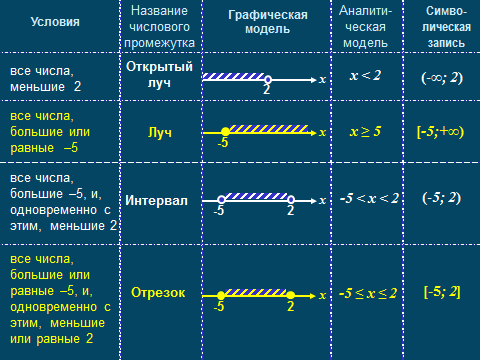 Условия
Название
числового
промежутка
Графическая
модель
Аналити-
ческая
модель
Симво-
лическая
запись
все числа,
меньшие 2
Открытый
луч
2
x
x < 2
(-∞; 2)
все числа,
большие или
равные –5
Луч
-5
x
x ≥ 5
[-5;+∞)
все числа,
большие –5, и,
одновременно с
этим, меньшие 2
Интервал
-5
2
x
-5 < x < 2
(-5; 2)
все числа,
большие или
равные –5, и,
одновременно с
этим, меньшие
или равные 2
Отрезок
-5
2
x
-5 ≤ x ≤ 2
[-5; 2]